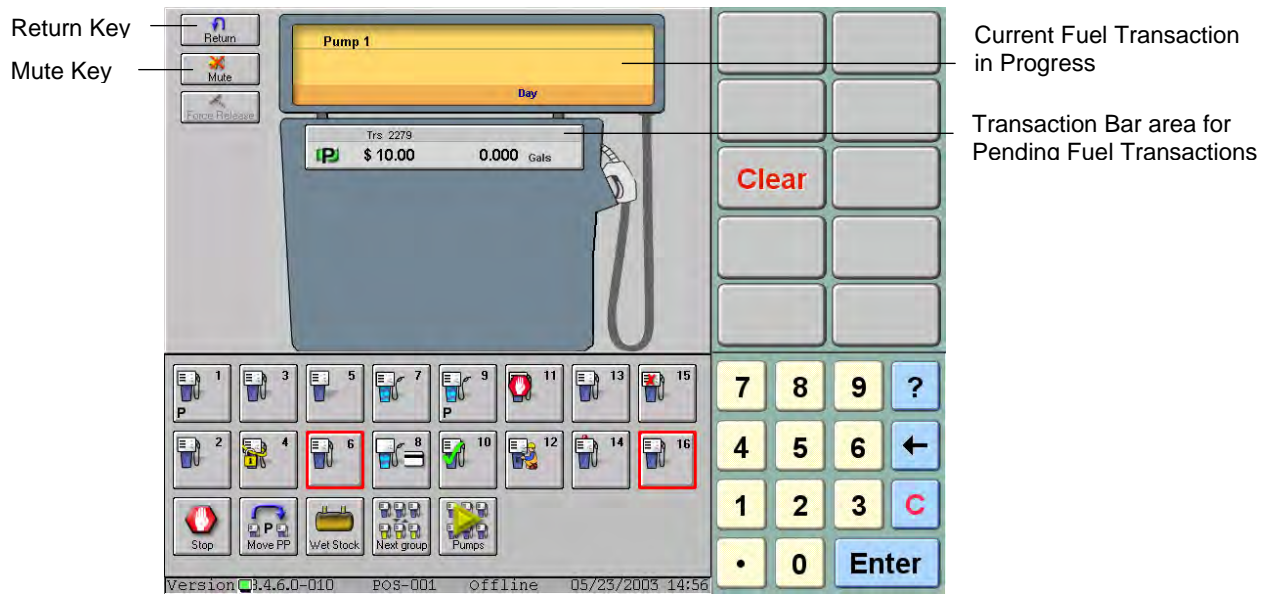 Return Key
Mute Key
Return
Mute
Force Release
Pump 1
Day
Trs 2279
P $ 10.00 0.000 Gals
Current Fuel Transaction
in Progress
Transaction Bar area for
Pending Fuel Transactions
Clear
1 3 5 7 9 11 13 15
P P
2 4 6 8 10 12 14 16
Stop
P
Move PP
Wet Stock
Next group
Pumps
7 8 9 ?
4 5 6 ←
1 2 3 C
. 0 Enter
Version 3.4.6.0-010 POS-001 Offline 05/23/2003 14:56